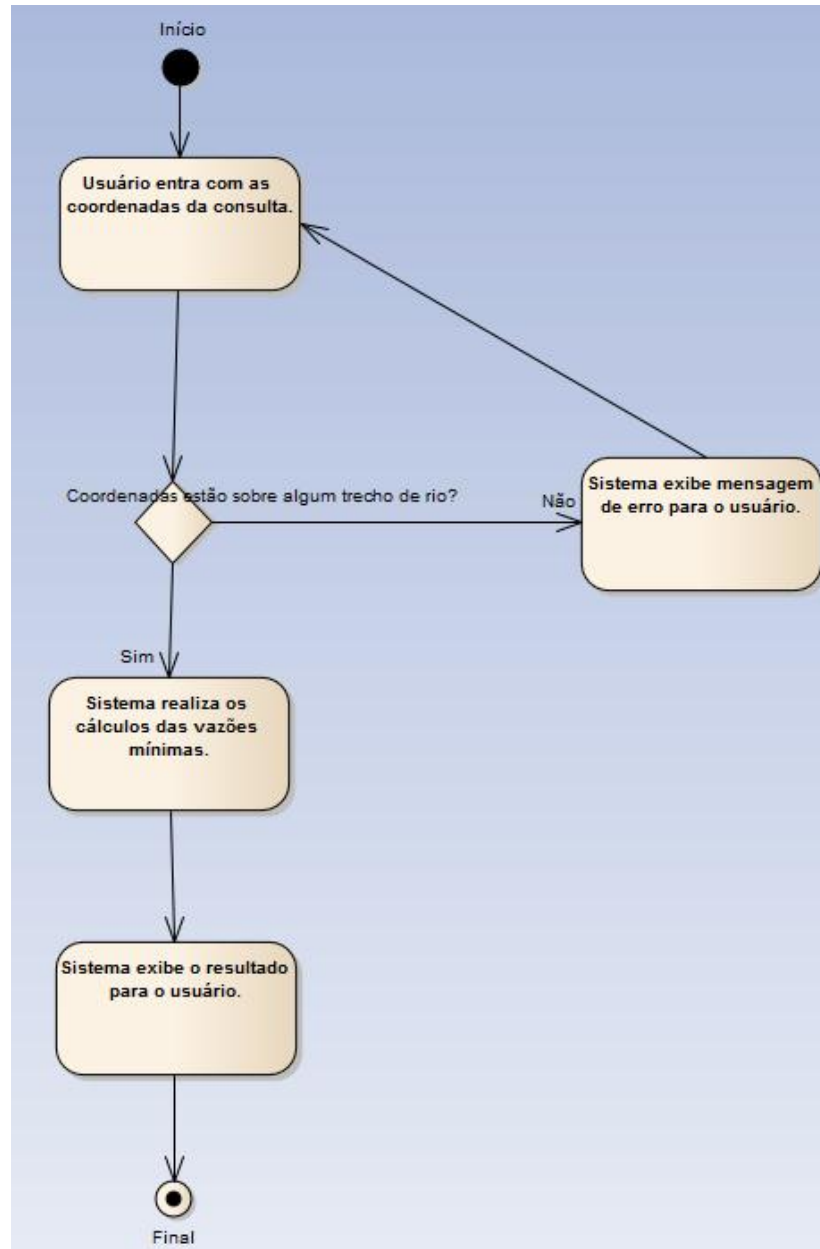 Início
Usuário entra com as
coordenadas da consulta.
Coordenadas estão sobre algum trecho de rio?
Não
Sistema exibe mensagem
de erro para o usuário.
Sim
Sistema realiza os
cálculos das vazões
mínimas.
Sistema exibe o resultado
para o usuário.
Final